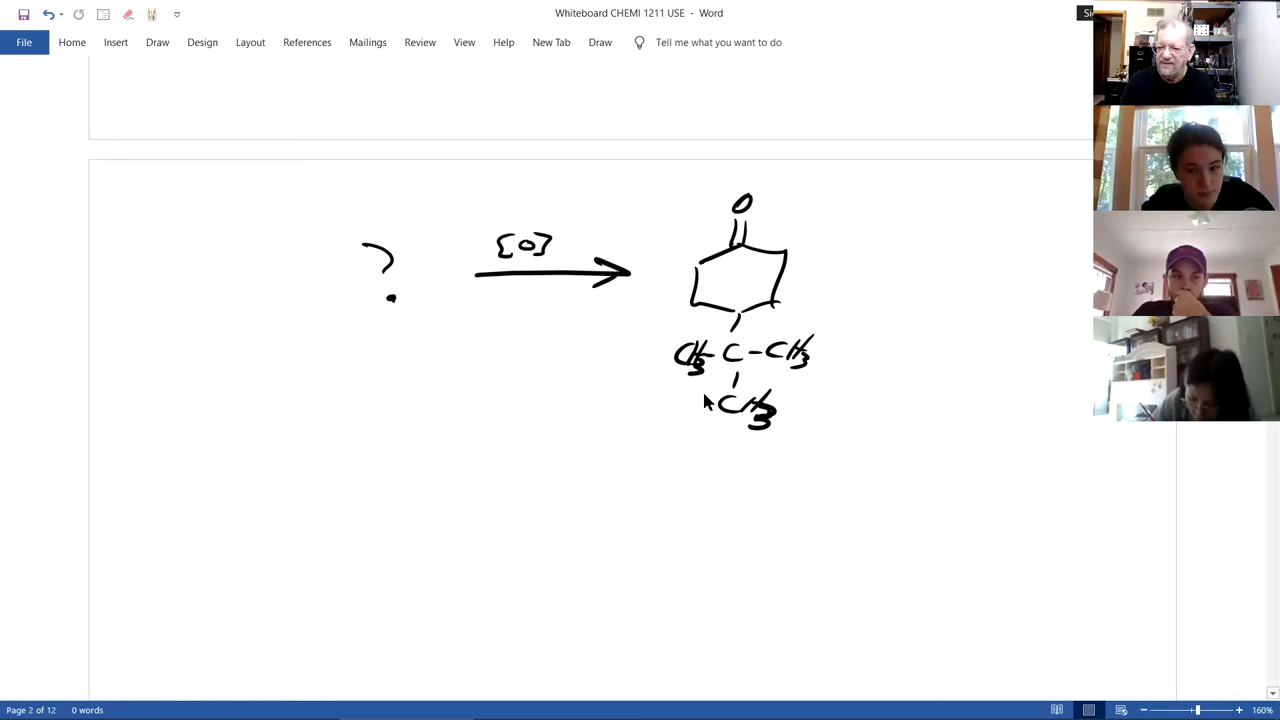 Whiteboard CHEMI 1211 USE - Word
Si
File Home Insert Draw Design Layout References Mailings Review View Help New Tab Draw Tell me what you want to do
O
? {O}
CH3-C-CH3
CH3
Page 2 of 12 0 words 160%